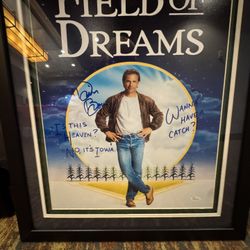 FIELD OF
DREAMS
"IS THIS
HEAVEN?"
"NO, ITS IOWA
"WANNA
HAVE A
CATCH?"